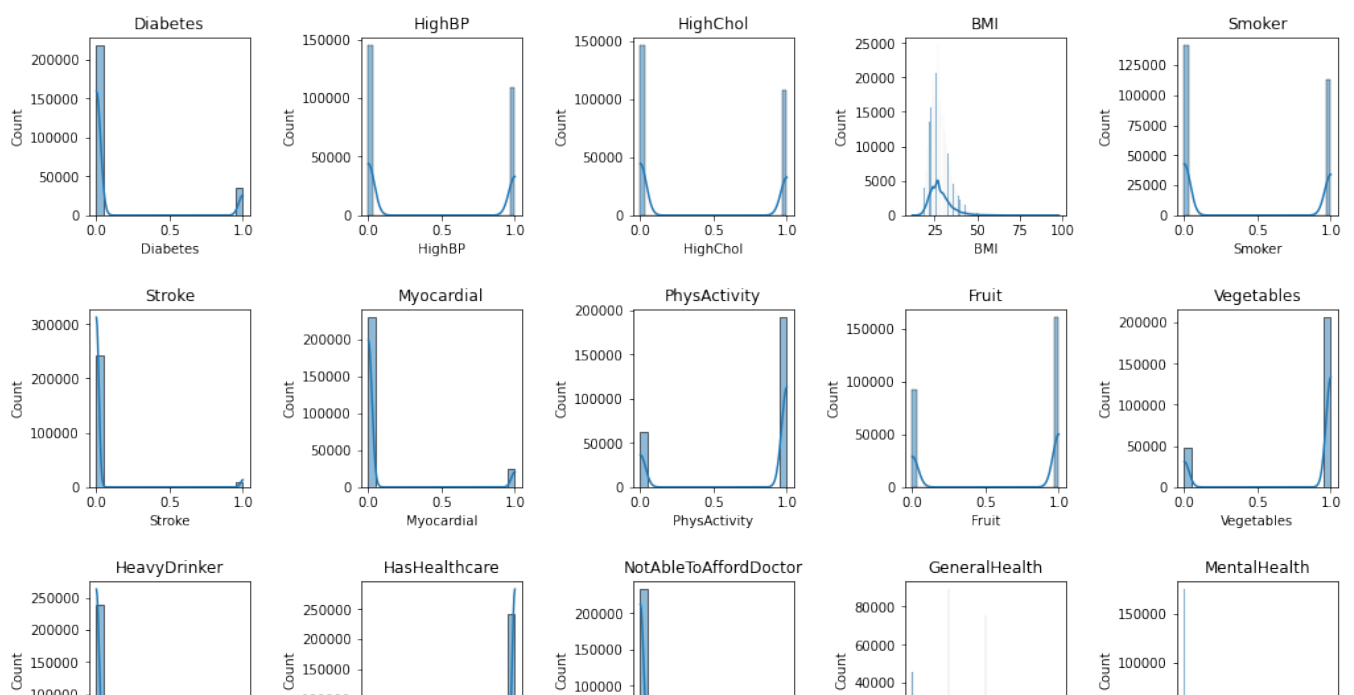 Diabetes
HighBP
HighChol
BMI
Smoker
200000
150000
100000
50000
0
Count
0.0 0.5 1.0
Diabetes
150000
100000
50000
0
Count
0.0 0.5 1.0
HighBP
150000
100000
50000
0
Count
0.0 0.5 1.0
HighChol
25000
20000
15000
10000
5000
0
Count
25 50 75 100
BMI
125000
100000
75000
50000
25000
0
Count
0.0 0.5 1.0
Smoker
Stroke
Myocardial
PhysActivity
Fruit
Vegetables
300000
200000
100000
0
Count
0.0 0.5 1.0
Stroke
200000
150000
100000
50000
0
Count
0.0 0.5 1.0
Myocardial
200000
150000
100000
50000
0
Count
0.0 0.5 1.0
PhysActivity
150000
100000
50000
0
Count
0.0 0.5 1.0
Fruit
200000
150000
100000
50000
0
Count
0.0 0.5 1.0
Vegetables
HeavyDrinker
HasHealthcare
NotAbleToAffordDoctor
GeneralHealth
MentalHealth
250000
200000
150000
100000
Count
250000
200000
150000
Count
200000
150000
100000
Count
80000
60000
40000
Count
150000
100000
Count